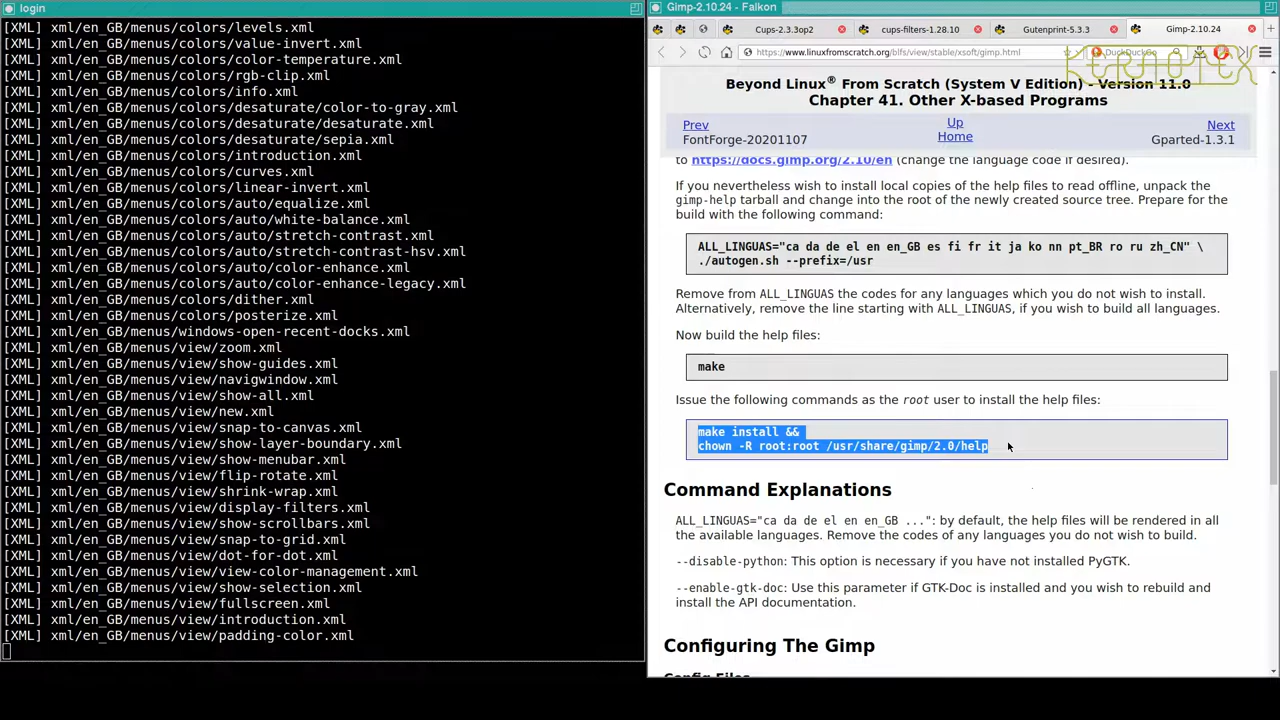 login
[XML] xml/en_GB/menus/colors/levels.xml
[XML] xml/en_GB/menus/colors/value-invert.xml
[XML] xml/en_GB/menus/colors/color-temperature.xml
[XML] xml/en_GB/menus/colors/rgb-clip.xml
[XML] xml/en_GB/menus/colors/info.xml
[XML] xml/en_GB/menus/colors/desaturate/color-to-gray.xml
[XML] xml/en_GB/menus/colors/desaturate/desaturate.xml
[XML] xml/en_GB/menus/colors/desaturate/sepia.xml
[XML] xml/en_GB/menus/colors/introduction.xml
[XML] xml/en_GB/menus/colors/curves.xml
[XML] xml/en_GB/menus/colors/linear-invert.xml
[XML] xml/en_GB/menus/colors/auto/equalize.xml
[XML] xml/en_GB/menus/colors/auto/white-balance.xml
[XML] xml/en_GB/menus/colors/auto/stretch-contrast.xml
[XML] xml/en_GB/menus/colors/auto/stretch-contrast-hsv.xml
[XML] xml/en_GB/menus/colors/auto/color-enhance.xml
[XML] xml/en_GB/menus/colors/auto/color-enhance-legacy.xml
[XML] xml/en_GB/menus/colors/dither.xml
[XML] xml/en_GB/menus/colors/posterize.xml
[XML] xml/en_GB/menus/windows-open-recent-docks.xml
[XML] xml/en_GB/menus/view/zoom.xml
[XML] xml/en_GB/menus/view/show-guides.xml
[XML] xml/en_GB/menus/view/navigwindow.xml
[XML] xml/en_GB/menus/view/show-all.xml
[XML] xml/en_GB/menus/view/new.xml
[XML] xml/en_GB/menus/view/snap-to-canvas.xml
[XML] xml/en_GB/menus/view/show-layer-boundary.xml
[XML] xml/en_GB/menus/view/show-menubar.xml
[XML] xml/en_GB/menus/view/flip-rotate.xml
[XML] xml/en_GB/menus/view/shrink-wrap.xml
[XML] xml/en_GB/menus/view/display-filters.xml
[XML] xml/en_GB/menus/view/show-scrollbars.xml
[XML] xml/en_GB/menus/view/snap-to-grid.xml
[XML] xml/en_GB/menus/view/dot-for-dot.xml
[XML] xml/en_GB/menus/view/view-color-management.xml
[XML] xml/en_GB/menus/view/show-selection.xml
[XML] xml/en_GB/menus/view/fullscreen.xml
[XML] xml/en_GB/menus/view/introduction.xml
[XML] xml/en_GB/menus/view/padding-color.xml
Gimp-2.10.24 - Falkon
Cups-2.3.3op2 cups-filters-1.28.10 Gutenprint-5.3.3 Gimp-2.10.24
https://www.linuxfromscratch.org/blfs/view/stable/xsoft/gimp.html DuckDuckGo
KERNOTEX
Beyond Linux® From Scratch (System V Edition) - Version 11.0
Chapter 41. Other X-based Programs
Prev Up Next
FontForge-20201107 Home Gparted-1.3.1
to https://docs.gimp.org/2.10/en (change the language code if desired).
If you nevertheless wish to install local copies of the help files to read offline, unpack the
gimp-help tarball and change into the root of the newly created source tree. Prepare for the
build with the following command:
ALL_LINGUAS="ca da de el en en_GB es fi fr it ja ko nn pt_BR ro ru zh_CN" \
./autogen.sh --prefix=/usr
Remove from ALL_LINGUAS the codes for any languages which you do not wish to install.
Alternatively, remove the line starting with ALL_LINGUAS, if you wish to build all languages.
Now build the help files:
make
Issue the following commands as the root user to install the help files:
make install &&
chown -R root:root /usr/share/gimp/2.0/help
Command Explanations
ALL_LINGUAS="ca da de el en en_GB ...": by default, the help files will be rendered in all
the available languages. Remove the codes of any languages you do not wish to build.
--disable-python: This option is necessary if you have not installed PyGTK.
--enable-gtk-doc: Use this parameter if GTK-Doc is installed and you wish to rebuild and
install the API documentation.
Configuring The Gimp
Config Files